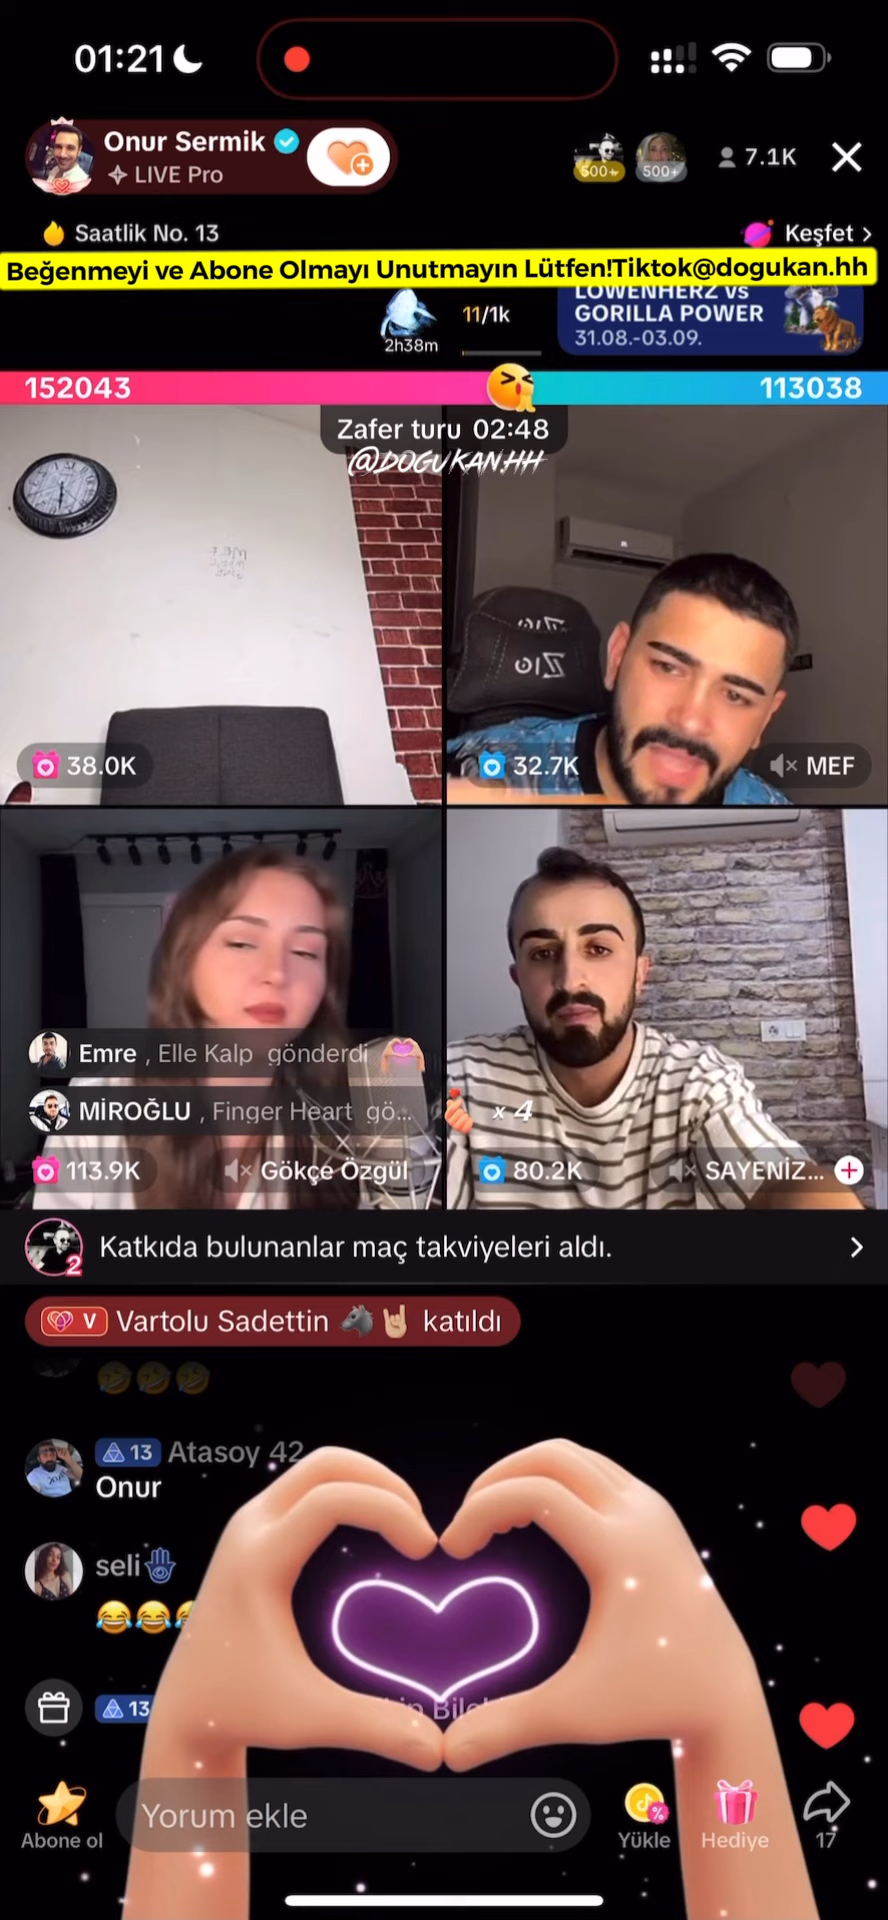 01:21
Onur Sermik
LIVE Pro
500+
500+
7.1K
Saatlik No. 13
Keşfet >
Beğenmeyi ve Abone Olmayı Unutmayın Lütfen!Tiktok@dogukan.hh
LÖWENHERZ vs
GORILLA POWER
31.08.-03.09.
11/1k
2h38m
152043
113038
Zafer turu 02:48
@DOGUKAN.HH
38.0K
32.7K
MEF
Emre , Elle Kalp gönderdi
MİROĞLU , Finger Heart gö...
x 4
113.9K
Gökçe Özgül
80.2K
SAYENİZ...
2
Katkıda bulunanlar maç takviyeleri aldı.
V Vartolu Sadettin katıldı
13 Atasoy 42
Onur
seli
13
Yorum ekle
Abone ol
Yükle
Hediye
17